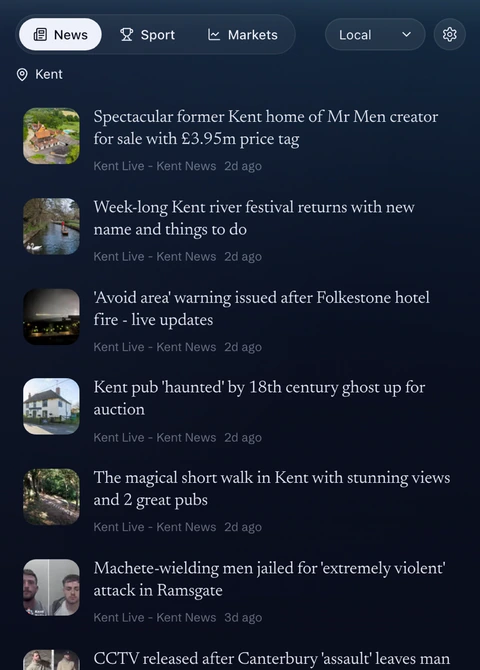 News
Sport
Markets
Local
Kent
Spectacular former Kent home of Mr Men creator
for sale with £3.95m price tag
Kent Live - Kent News 2d ago
Week-long Kent river festival returns with new
name and things to do
Kent Live - Kent News 2d ago
'Avoid area' warning issued after Folkestone hotel
fire - live updates
Kent Live - Kent News 2d ago
Kent pub 'haunted' by 18th century ghost up for
auction
Kent Live - Kent News 2d ago
The magical short walk in Kent with stunning views
and 2 great pubs
Kent Live - Kent News 2d ago
Machete-wielding men jailed for 'extremely violent'
attack in Ramsgate
Kent Live - Kent News 3d ago
CCTV released after Canterbury 'assault' leaves man